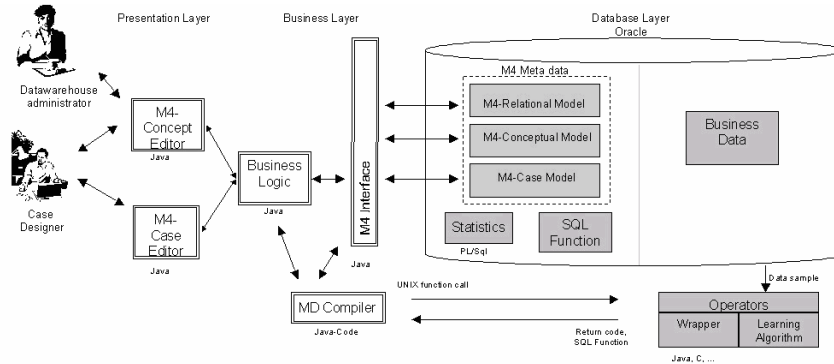 Presentation Layer
Business Layer
Database Layer
Oracle
Datawarehouse
administrator
Case
Designer
M4-
Concept
Editor
Java
M4-
Case
Editor
Java
Business
Logic
Java
M4 Interface
Java
M4 Meta data
M4-Relational Model
M4-Conceptual Model
M4-Case Model
Statistics
PL/Sql
SQL
Function
Business
Data
MD Compiler
Java-Code
UNIX function call
Return code,
SQL Function
Data sample
Operators
Wrapper
Learning
Algorithm
Java, C, ...